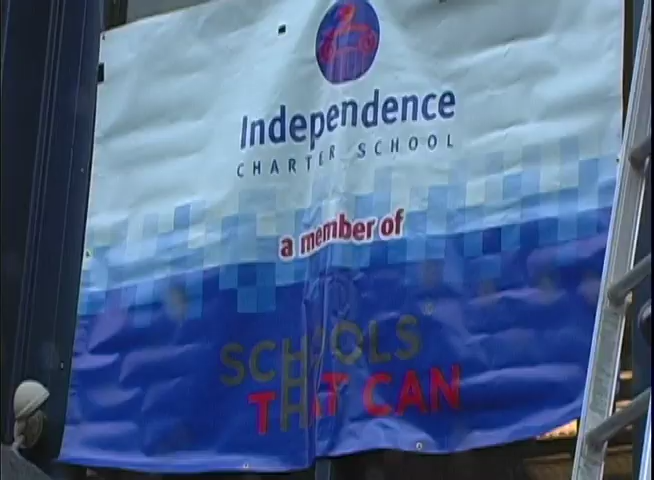 Independence
CHARTER SCHOOL
a member of
SCHOOLS
THAT CAN